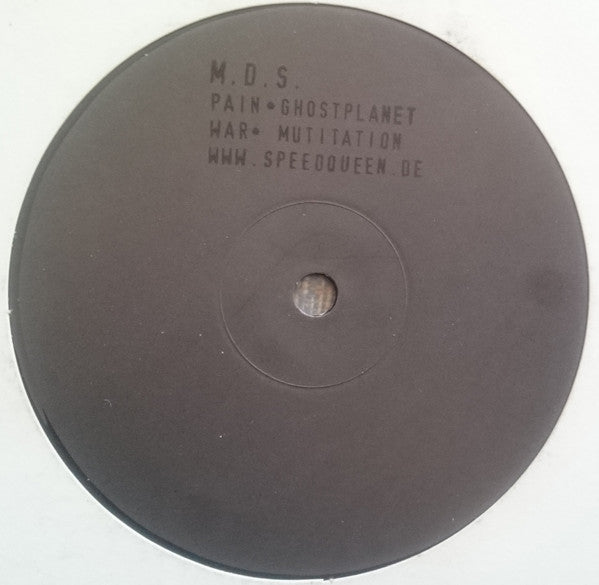 M.D.S.
PAIN•GHOSTPLANET
WAR• MUTITATION
WWW.SPEEDQUEEN.DE